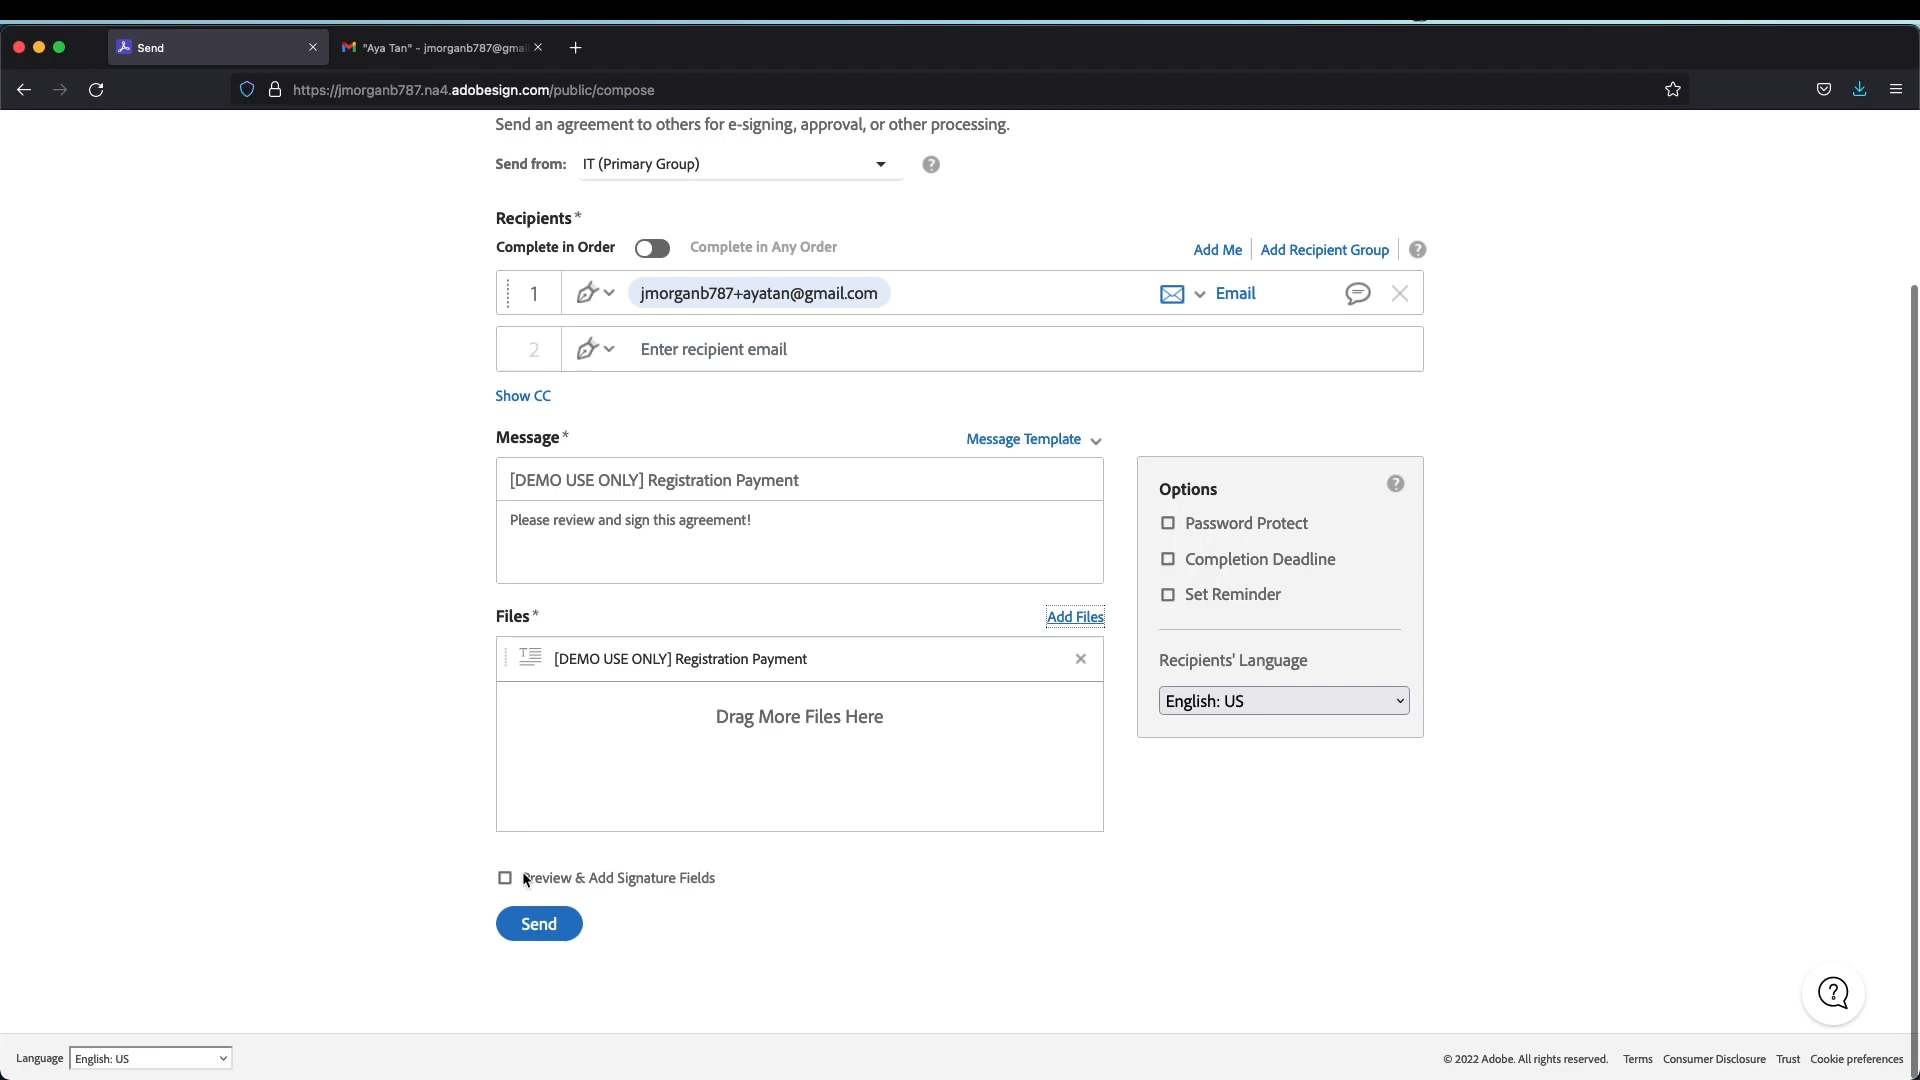 Send
"Aya Tan" - jmorganb787@gmai
https://jmorganb787.na4.adobesign.com/public/compose
Send an agreement to others for e-signing, approval, or other processing.
Send from: IT (Primary Group)
Recipients*
Complete in Order Complete in Any Order Add Me Add Recipient Group
1 jmorganb787+ayatan@gmail.com Email
2 Enter recipient email
Show CC
Message* Message Template
[DEMO USE ONLY] Registration Payment
Please review and sign this agreement!
Options
Password Protect
Completion Deadline
Set Reminder
Recipients' Language
English: US
Files* Add Files
[DEMO USE ONLY] Registration Payment
Drag More Files Here
Preview & Add Signature Fields
Send
Language English: US
© 2022 Adobe. All rights reserved. Terms Consumer Disclosure Trust Cookie preferences